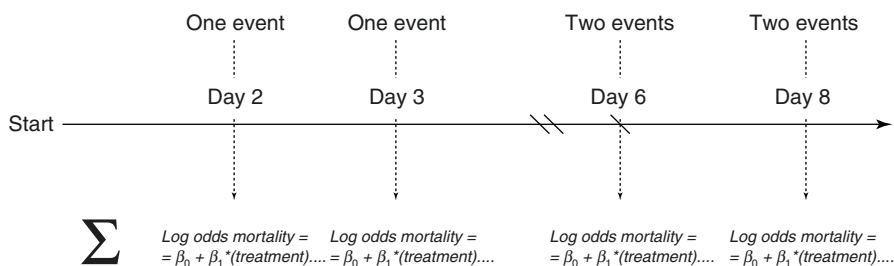 One event One event Two events Two events
Day 2 Day 3 Day 6 Day 8
Start
Σ Log odds mortality = Log odds mortality = Log odds mortality = Log odds mortality =
= β₀ + β₁*(treatment).... = β₀ + β₁*(treatment).... = β₀ + β₁*(treatment).... = β₀ + β₁*(treatment)....